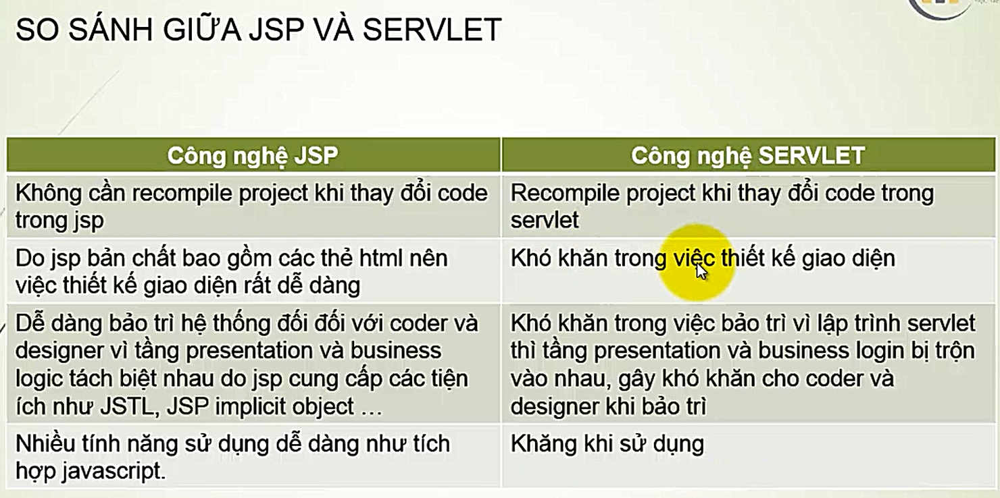 SO SÁNH GIỮA JSP VÀ SERVLET
Công nghệ JSP
Công nghệ SERVLET
Không cần recompile project khi thay đổi code
trong jsp
Recompile project khi thay đổi code trong
servlet
Do jsp bản chất bao gồm các thẻ html nên
việc thiết kế giao diện rất dễ dàng
Khó khăn trong việc thiết kế giao diện
Dễ dàng bảo trì hệ thống đối đối với coder và
designer vì tầng presentation và business
logic tách biệt nhau do jsp cung cấp các tiện
ích như JSTL, JSP implicit object …
Khó khăn trong việc bảo trì vì lập trình servlet
thì tầng presentation và business login bị trộn
vào nhau, gây khó khăn cho coder và
designer khi bảo trì
Nhiều tính năng sử dụng dễ dàng như tích
hợp javascript.
Khăng khi sử dụng